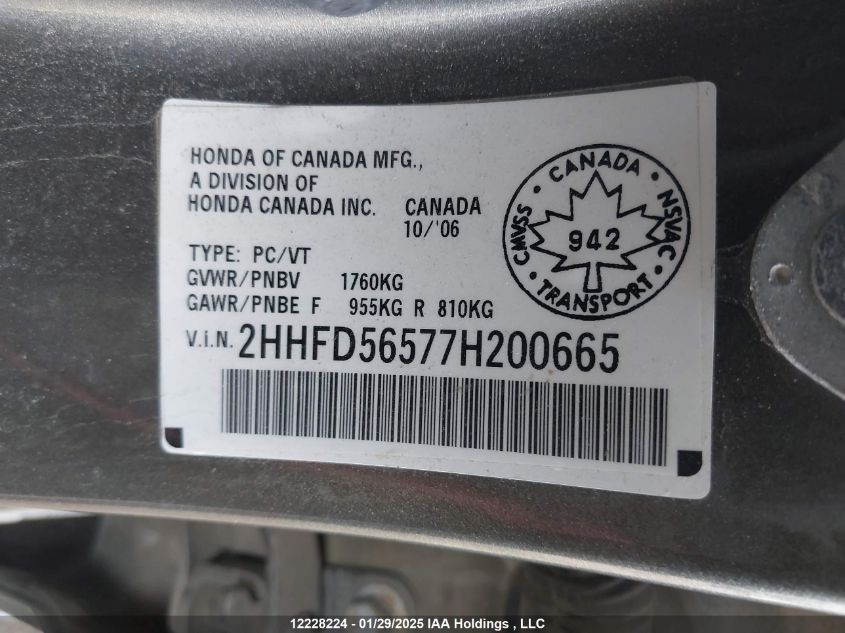 HONDA OF CANADA MFG.,
A DIVISION OF
HONDA CANADA INC. CANADA
10/'06
TYPE: PC/VT
GVWR/PNBV 1760KG
GAWR/PNBE F 955KG R 810KG
V.i.N. 2HHFD56577H200665
CMVSS · CANADA · NSVAC · TRANSPORT ·
942
12228224 - 01/29/2025 IAA Holdings , LLC